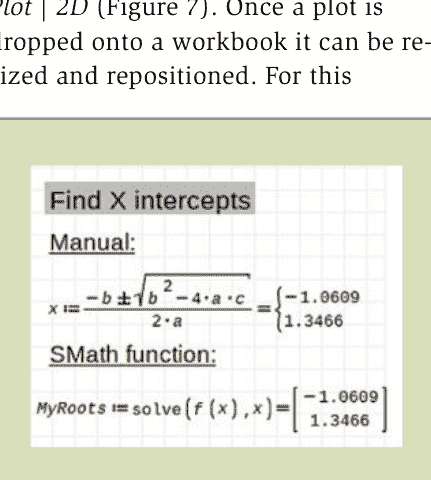 Plot | 2D (Figure 7). Once a plot is
dropped onto a workbook it can be re-
sized and repositioned. For this
Find X intercepts
Manual:
x := (-b ± √(b² - 4·a·c)) / (2·a) = { -1.0609
1.3466
SMath function:
MyRoots := solve(f(x),x) = [ -1.0609
1.3466 ]